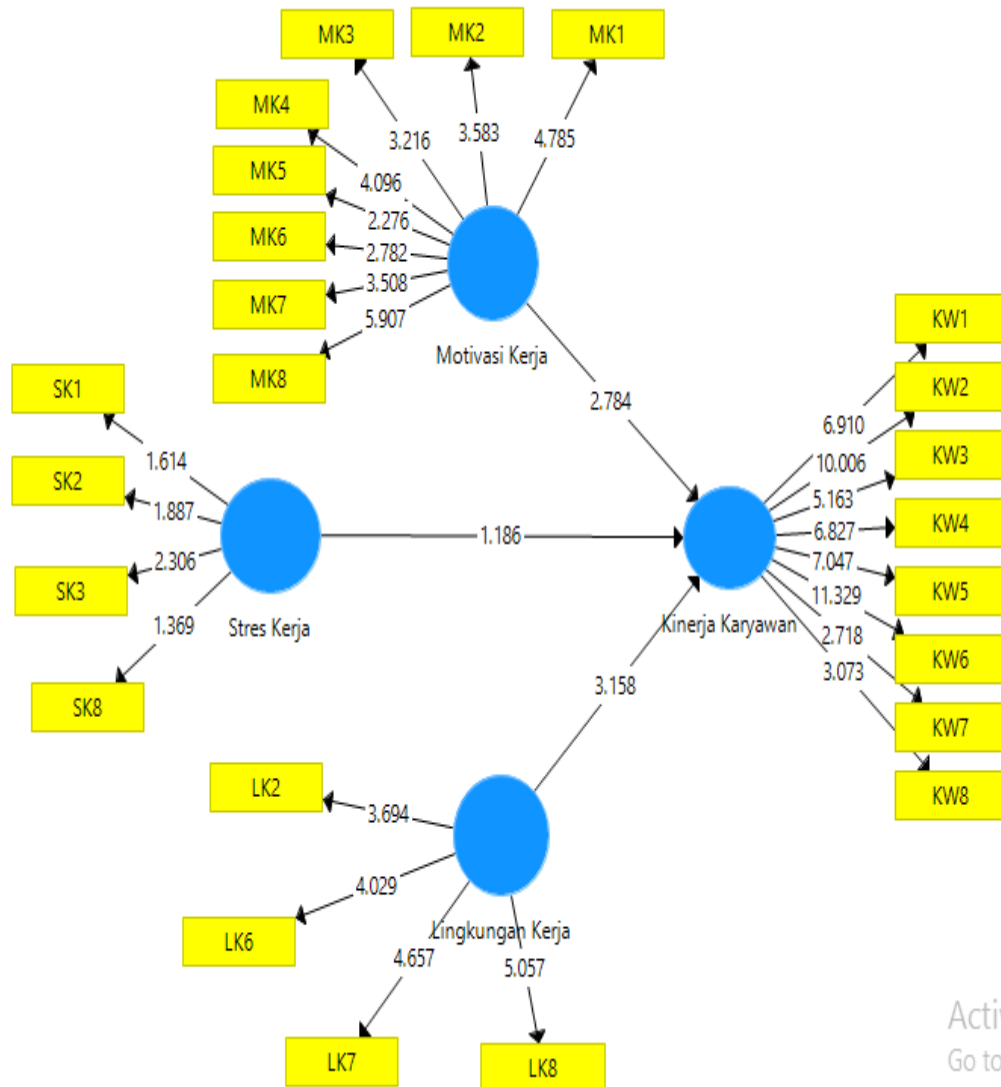 MK3
MK2
MK1
MK4
3.216
3.583
4.785
MK5
4.096
2.276
MK6
2.782
MK7
3.508
5.907
MK8
Motivasi Kerja
KW1
SK1
2.784
KW2
6.910
1.614
10.006
KW3
SK2
1.887
5.163
1.186
6.827
KW4
7.047
SK3
2.306
11.329
KW5
1.369
Stres Kerja
Kinerja Karyawan
2.718
KW6
3.073
SK8
3.158
KW7
LK2
3.694
KW8
4.029
LK6
Lingkungan Kerja
4.657
5.057
LK7
LK8
Activ
Go to